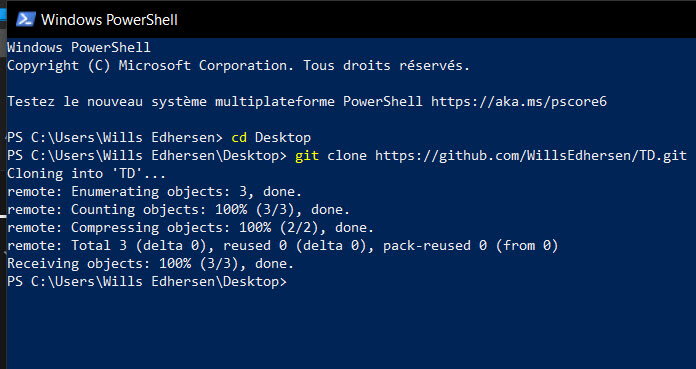 Windows PowerShell
Windows PowerShell
Copyright (C) Microsoft Corporation. Tous droits réservés.
Testez le nouveau système multiplateforme PowerShell https://aka.ms/pscore6
PS C:\Users\Wills Edhersen> cd Desktop
PS C:\Users\Wills Edhersen\Desktop> git clone https://github.com/WillsEdhersen/TD.git
Cloning into 'TD'...
remote: Enumerating objects: 3, done.
remote: Counting objects: 100% (3/3), done.
remote: Compressing objects: 100% (2/2), done.
remote: Total 3 (delta 0), reused 0 (delta 0), pack-reused 0 (from 0)
Receiving objects: 100% (3/3), done.
PS C:\Users\Wills Edhersen\Desktop>